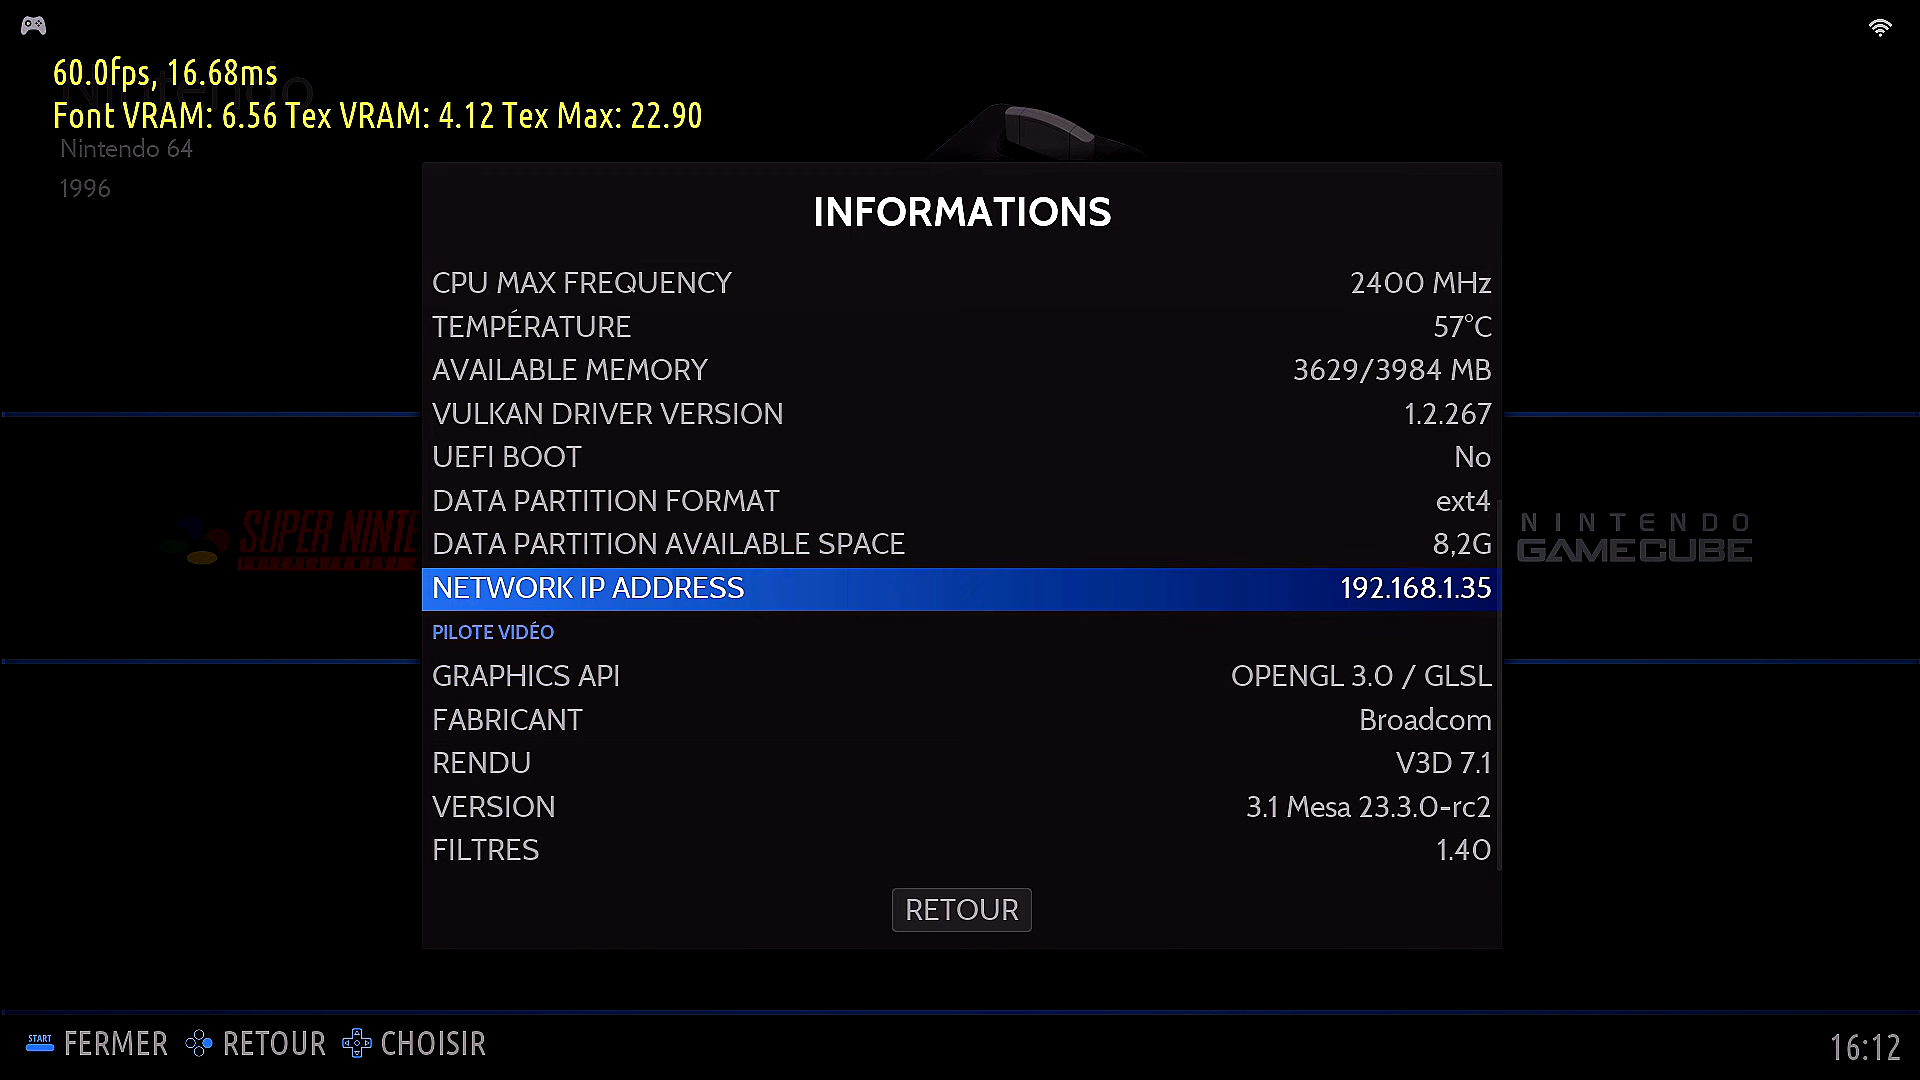 60.0fps, 16.68ms
Nintendo
Font VRAM: 6.56 Tex VRAM: 4.12 Tex Max: 22.90
Nintendo 64
1996
INFORMATIONS
CPU MAX FREQUENCY 2400 MHz
TEMPÉRATURE 57°C
AVAILABLE MEMORY 3629/3984 MB
VULKAN DRIVER VERSION 1.2.267
UEFI BOOT No
DATA PARTITION FORMAT ext4
DATA PARTITION AVAILABLE SPACE 8,2G
NETWORK IP ADDRESS 192.168.1.35
PILOTE VIDÉO
GRAPHICS API OPENGL 3.0 / GLSL
FABRICANT Broadcom
RENDU V3D 7.1
VERSION 3.1 Mesa 23.3.0-rc2
FILTRES 1.40
RETOUR
SUPER NINTE
NINTENDO
GAMECUBE
START FERMER RETOUR CHOISIR
16:12